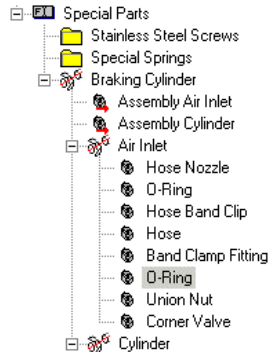 Special Parts
Stainless Steel Screws
Special Springs
Braking Cylinder
Assembly Air Inlet
Assembly Cylinder
Air Inlet
Hose Nozzle
O-Ring
Hose Band Clip
Hose
Band Clamp Fitting
O-Ring
Union Nut
Corner Valve
Cylinder